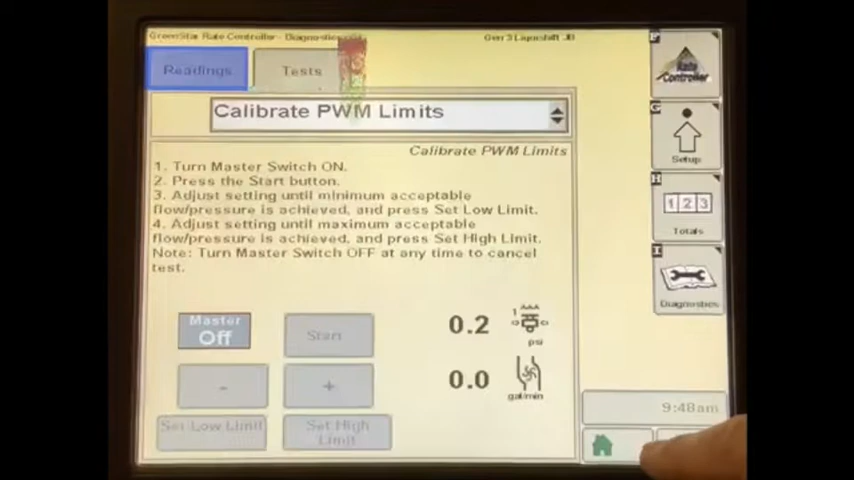 GreenStar Rate Controller - Diagnostics
Readings
Tests
Calibrate PWM Limits
Calibrate PWM Limits
1. Turn Master Switch ON.
2. Press the Start button.
3. Adjust setting until minimum acceptable
flow/pressure is achieved, and press Set Low Limit.
4. Adjust setting until maximum acceptable
flow/pressure is achieved, and press Set High Limit.
Note: Turn Master Switch OFF at any time to cancel
test.
Master
Off
Start
-
+
Set Low Limit
Set High
Limit
0.2
1
psi
0.0
gal/min
F
Rate
Controller
G
Setup
H
1 2 3
Totals
I
Diagnostics
9:48am